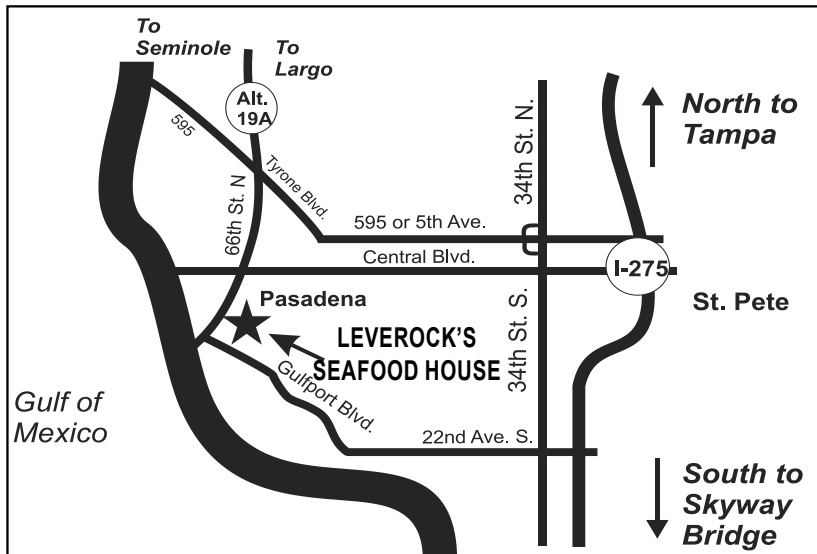 To
Seminole
To
Largo
Alt.
19A
595
Tyrone Blvd.
66th St. N
34th St. N.
North to
Tampa
595 or 5th Ave.
Central Blvd.
I-275
St. Pete
Pasadena
LEVEROCK'S
SEAFOOD HOUSE
34th St. S.
Gulfport Blvd.
Gulf of
Mexico
22nd Ave. S.
South to
Skyway
Bridge